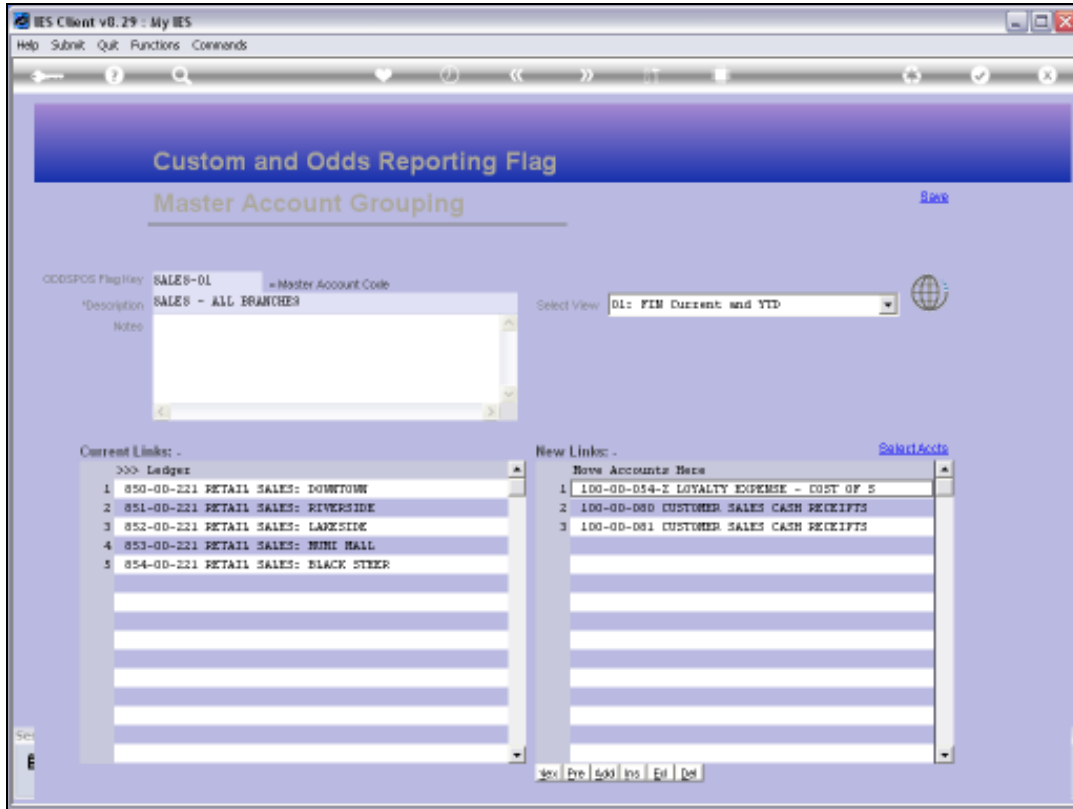 IES Client v8.29 : My IES
Help Submit Quit Functions Commands
Custom and Odds Reporting Flag
Master Account Grouping
Save
ODDSPOS Flag Key SALES-01 = Master Account Code
*Description SALES - ALL BRANCHES
Select View 01: FIN Current and YTD
Notes
Current Links: -
>>> Ledger
1 850-00-221 RETAIL SALES: DOWNTOWN
2 851-00-221 RETAIL SALES: RIVERSIDE
3 852-00-221 RETAIL SALES: LAKESIDE
4 853-00-221 RETAIL SALES: MUNI MALL
5 854-00-221 RETAIL SALES: BLACK STEER
New Links: -
Select Accts
Move Accounts Here
1 100-00-054-Z LOYALTY EXPENSE - COST OF S
2 100-00-080 CUSTOMER SALES CASH RECEIPTS
3 100-00-081 CUSTOMER SALES CASH RECEIPTS
Nex Pre Add Ins Del